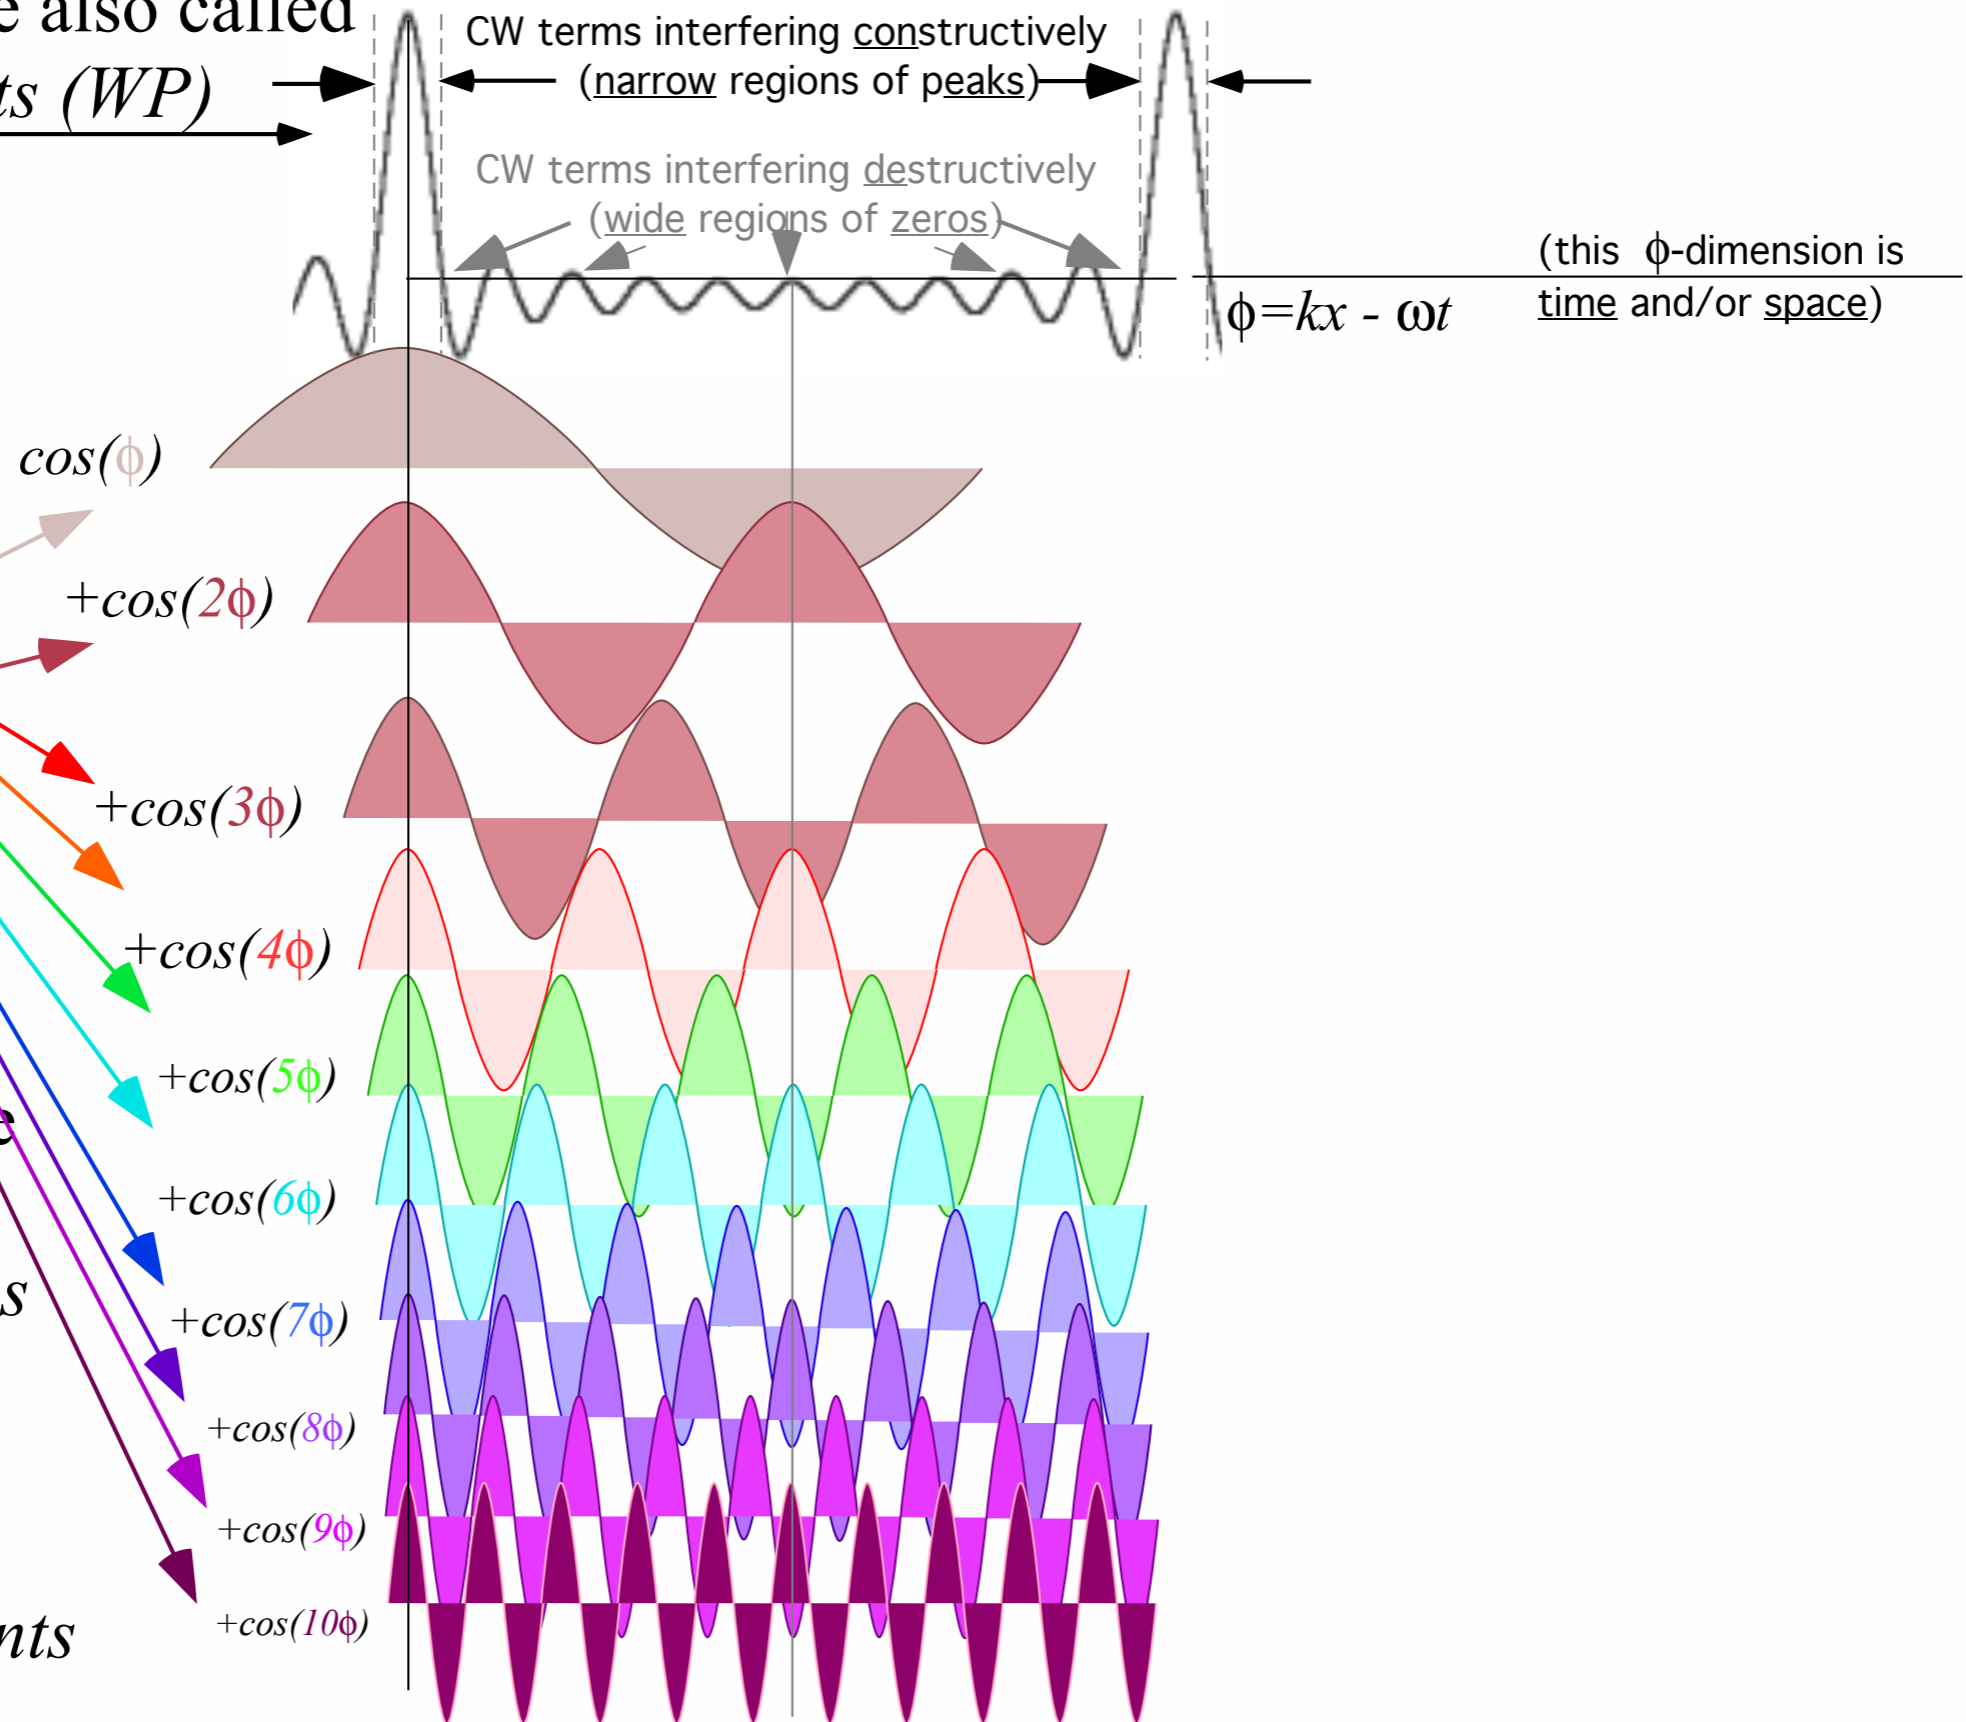 e also called
CW terms interfering constructively
ts (WP)
(narrow regions of peaks)
CW terms interfering destructively
(wide regions of zeros)
(this ϕ-dimension is
time and/or space)
ϕ=kx - ωt
cos(ϕ)
+cos(2ϕ)
+cos(3ϕ)
+cos(4ϕ)
+cos(5ϕ)
e
+cos(6ϕ)
s
+cos(7ϕ)
+cos(8ϕ)
+cos(9ϕ)
+cos(10ϕ)
nts